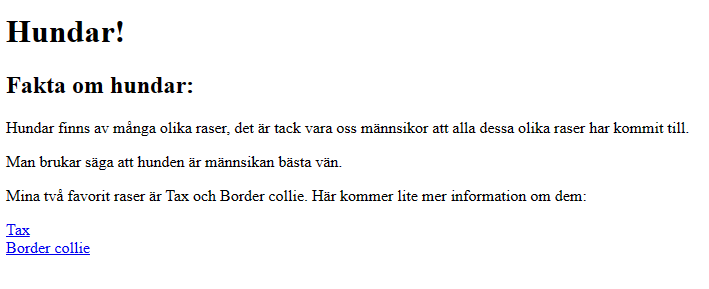 Hundar!
Fakta om hundar:
Hundar finns av många olika raser, det är tack vara oss männsikor att alla dessa olika raser har kommit till.
Man brukar säga att hunden är männsikan bästa vän.
Mina två favorit raser är Tax och Border collie. Här kommer lite mer information om dem:
Tax
Border collie